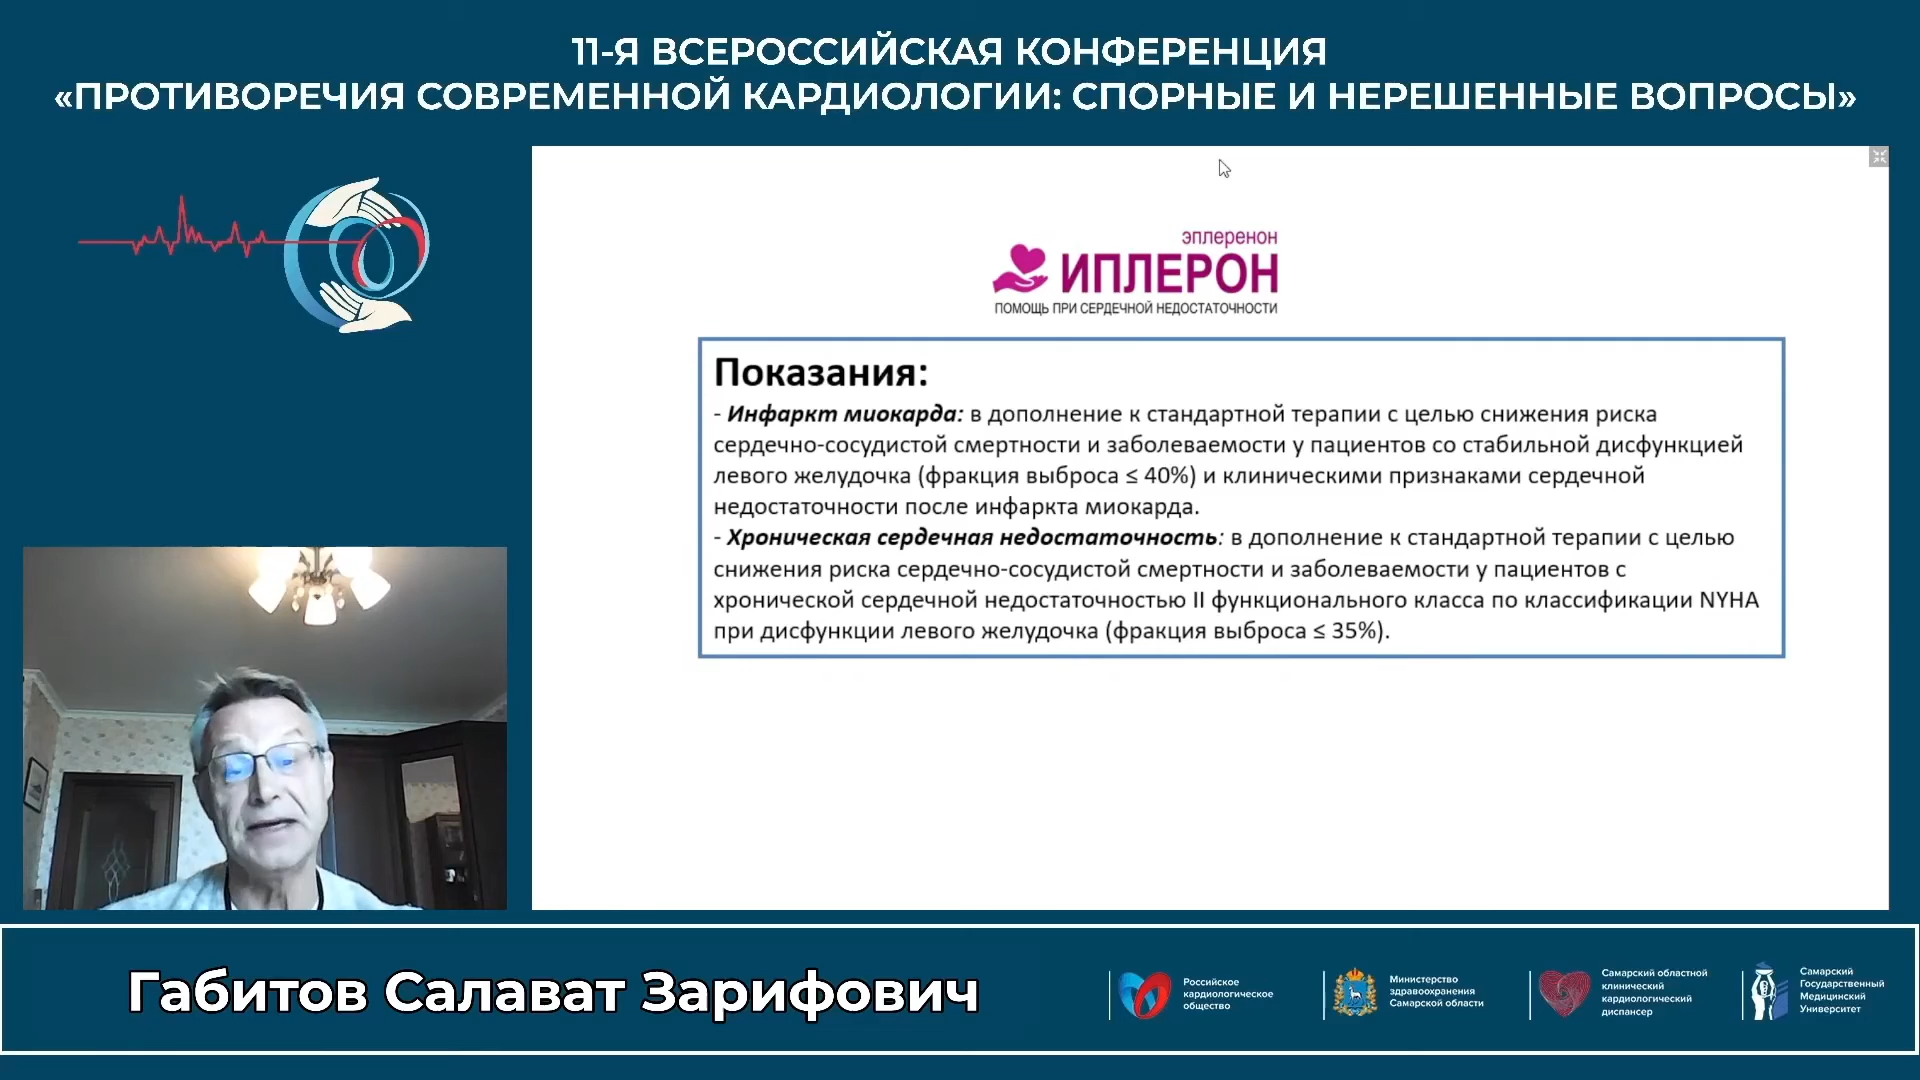 11-Я ВСЕРОССИЙСКАЯ КОНФЕРЕНЦИЯ
«ПРОТИВОРЕЧИЯ СОВРЕМЕННОЙ КАРДИОЛОГИИ: СПОРНЫЕ И НЕРЕШЕННЫЕ ВОПРОСЫ»
эплеренон
ИПЛЕРОН
ПОМОЩЬ ПРИ СЕРДЕЧНОЙ НЕДОСТАТОЧНОСТИ
Показания:
- Инфаркт миокарда: в дополнение к стандартной терапии с целью снижения риска
сердечно-сосудистой смертности и заболеваемости у пациентов со стабильной дисфункцией
левого желудочка (фракция выброса ≤ 40%) и клиническими признаками сердечной
недостаточности после инфаркта миокарда.
- Хроническая сердечная недостаточность: в дополнение к стандартной терапии с целью
снижения риска сердечно-сосудистой смертности и заболеваемости у пациентов с
хронической сердечной недостаточностью II функционального класса по классификации NYHA
при дисфункции левого желудочка (фракция выброса ≤ 35%).
Габитов Салават Зарифович
Российское
кардиологическое
общество
Министерство
здравоохранения
Самарской области
Самарский областной
клинический
кардиологический
диспансер
Самарский
Государственный
Медицинский
Университет